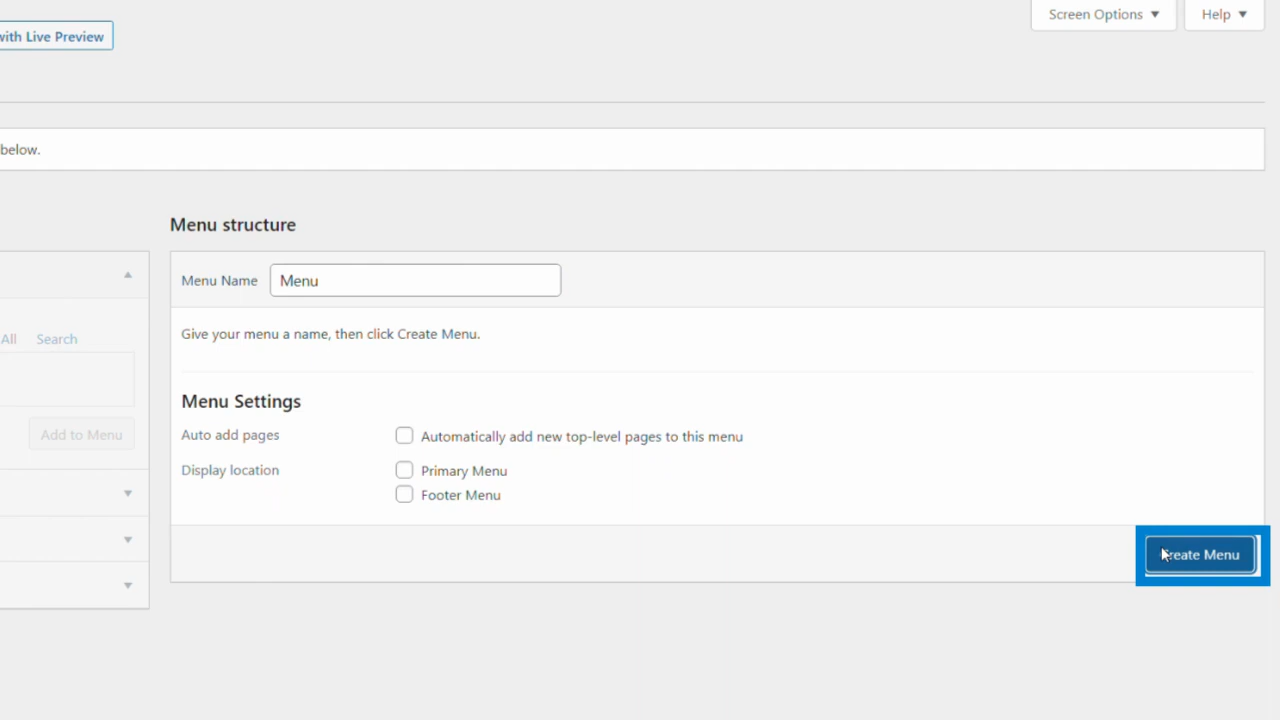 Screen Options
Help
with Live Preview
below.
Menu structure
Menu Name
Menu
All
Search
Give your menu a name, then click Create Menu.
Add to Menu
Menu Settings
Auto add pages
Automatically add new top-level pages to this menu
Display location
Primary Menu
Footer Menu
Create Menu